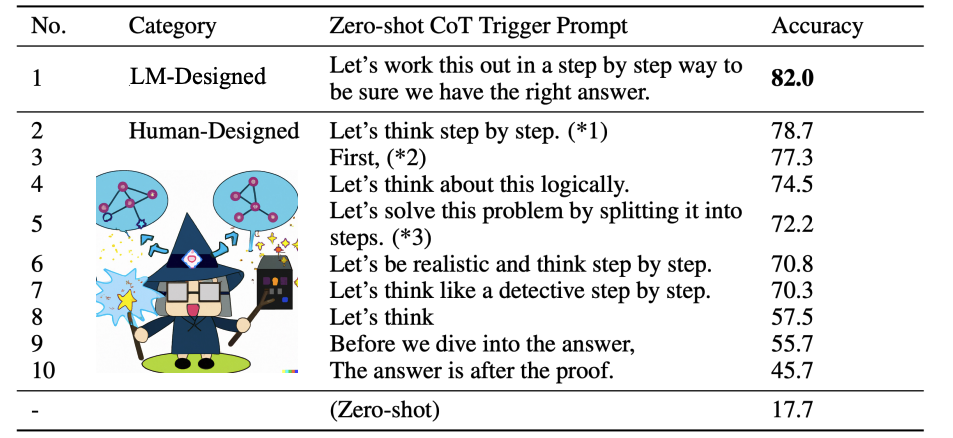 No. Category Zero-shot CoT Trigger Prompt Accuracy
1 LM-Designed Let's work this out in a step by step way to be sure we have the right answer. 82.0
2 Human-Designed Let's think step by step. (*1) 78.7
3 First, (*2) 77.3
4 Let's think about this logically. 74.5
5 Let's solve this problem by splitting it into steps. (*3) 72.2
6 Let's be realistic and think step by step. 70.8
7 Let's think like a detective step by step. 70.3
8 Let's think 57.5
9 Before we dive into the answer, 55.7
10 The answer is after the proof. 45.7
- (Zero-shot) 17.7